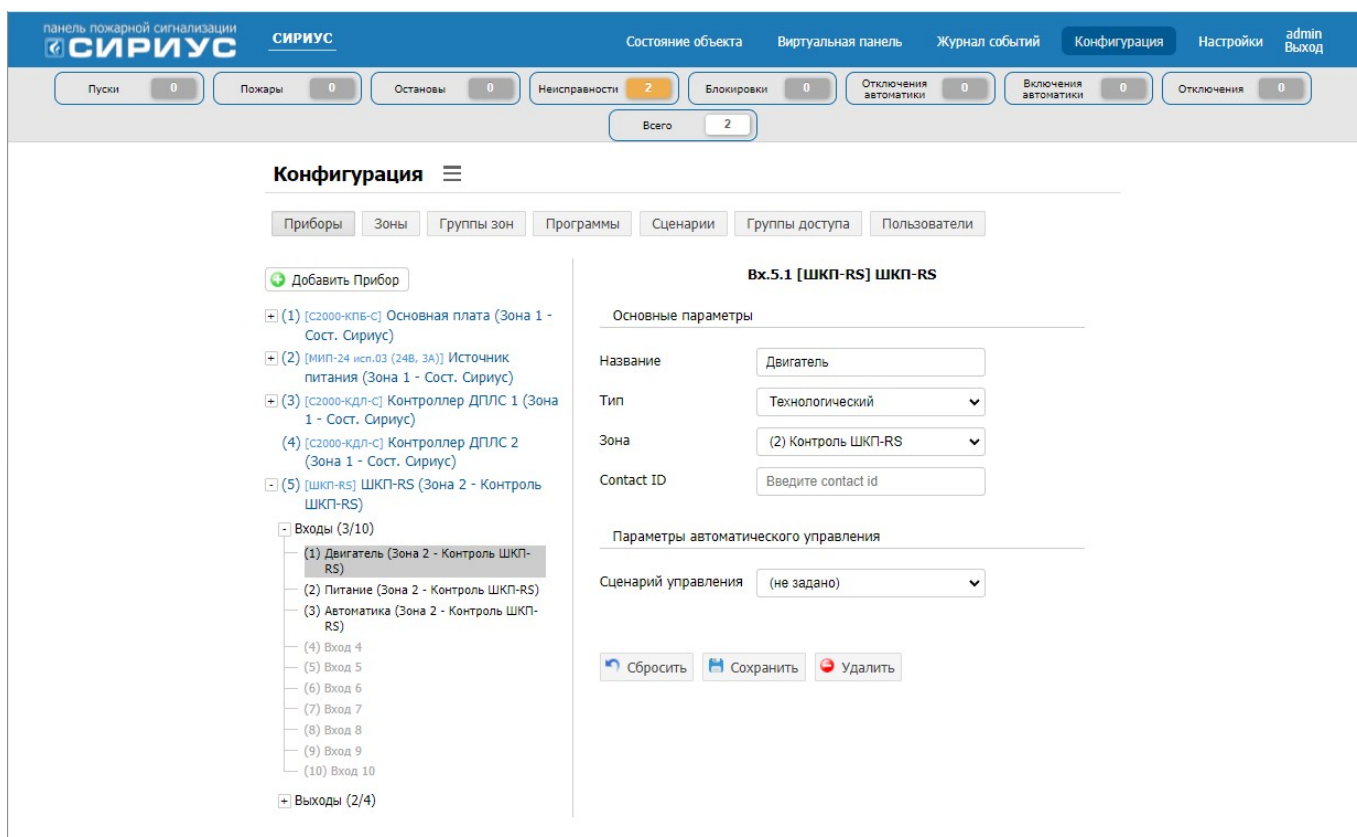 панель пожарной сигнализации
СИРИУС
СИРИУС
Состояние объекта Виртуальная панель Журнал событий Конфигурация Настройки admin
Выход
Пуски 0 Пожары 0 Остановы 0 Неисправности 2 Блокировки 0 Отключения автоматики 0 Включения автоматики 0 Отключения 0
Всего 2
Конфигурация
Приборы Зоны Группы зон Программы Сценарии Группы доступа Пользователи
Добавить Прибор
(1) [С2000-КПБ-С] Основная плата (Зона 1 -
Сост. Сириус)
(2) [МИП-24 исп.03 (24В, 3А)] Источник
питания (Зона 1 - Сост. Сириус)
(3) [С2000-КДЛ-С] Контроллер ДПЛС 1 (Зона
1 - Сост. Сириус)
(4) [С2000-КДЛ-С] Контроллер ДПЛС 2
(Зона 1 - Сост. Сириус)
(5) [ШКП-RS] ШКП-RS (Зона 2 - Контроль
ШКП-RS)
Входы (3/10)
(1) Двигатель (Зона 2 - Контроль ШКП-
RS)
(2) Питание (Зона 2 - Контроль ШКП-RS)
(3) Автоматика (Зона 2 - Контроль ШКП-
RS)
(4) Вход 4
(5) Вход 5
(6) Вход 6
(7) Вход 7
(8) Вход 8
(9) Вход 9
(10) Вход 10
Выходы (2/4)
Вх.5.1 [ШКП-RS] ШКП-RS
Основные параметры
Название Двигатель
Тип Технологический
Зона (2) Контроль ШКП-RS
Contact ID Введите contact id
Параметры автоматического управления
Сценарий управления (не задано)
Сбросить Сохранить Удалить